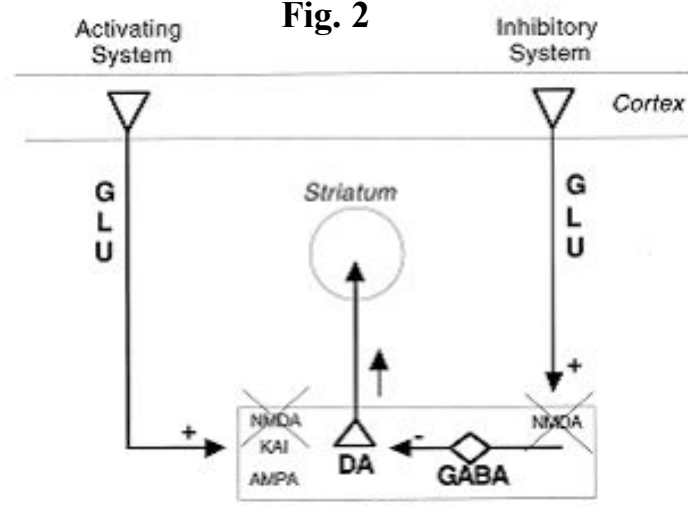 Fig. 2
Activating
System
Inhibitory
System
Cortex
G
L
U
Striatum
G
L
U
+
+
NMDA
KAI
AMPA
DA
-
GABA
NMDA